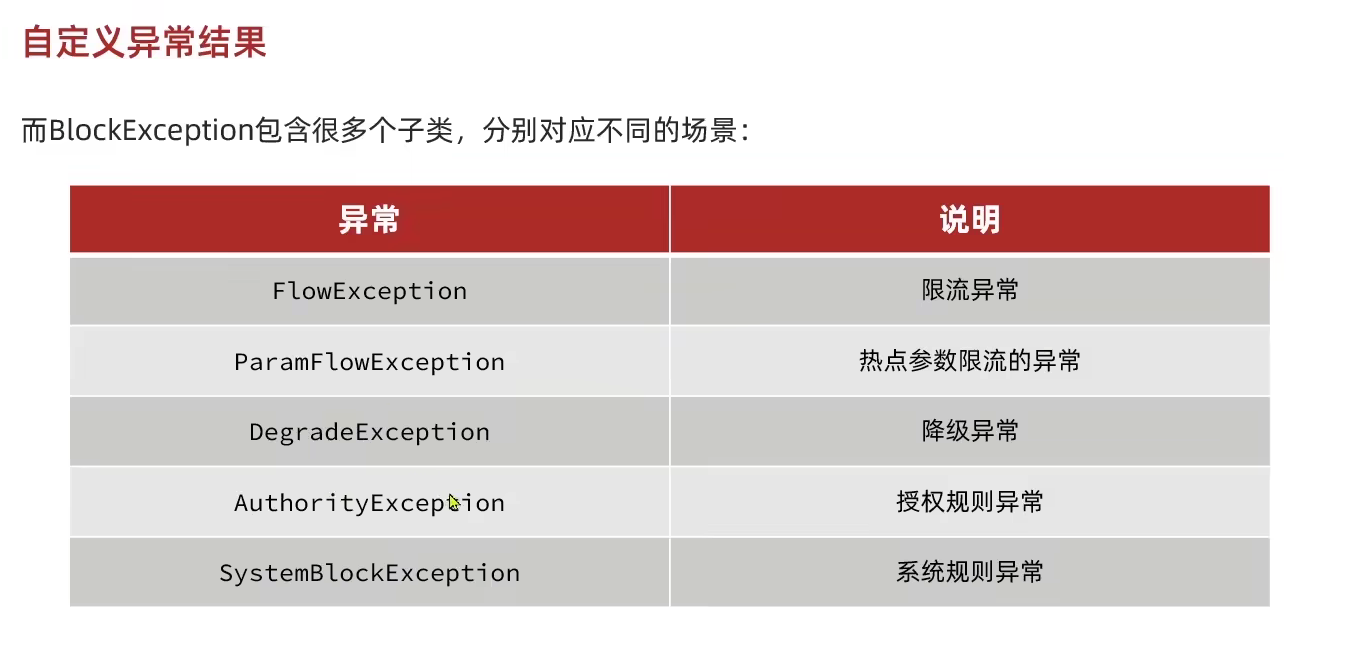 自定义异常结果
而BlockException包含很多个子类，分别对应不同的场景：
异常 说明
FlowException 限流异常
ParamFlowException 热点参数限流的异常
DegradeException 降级异常
AuthorityException 授权规则异常
SystemBlockException 系统规则异常